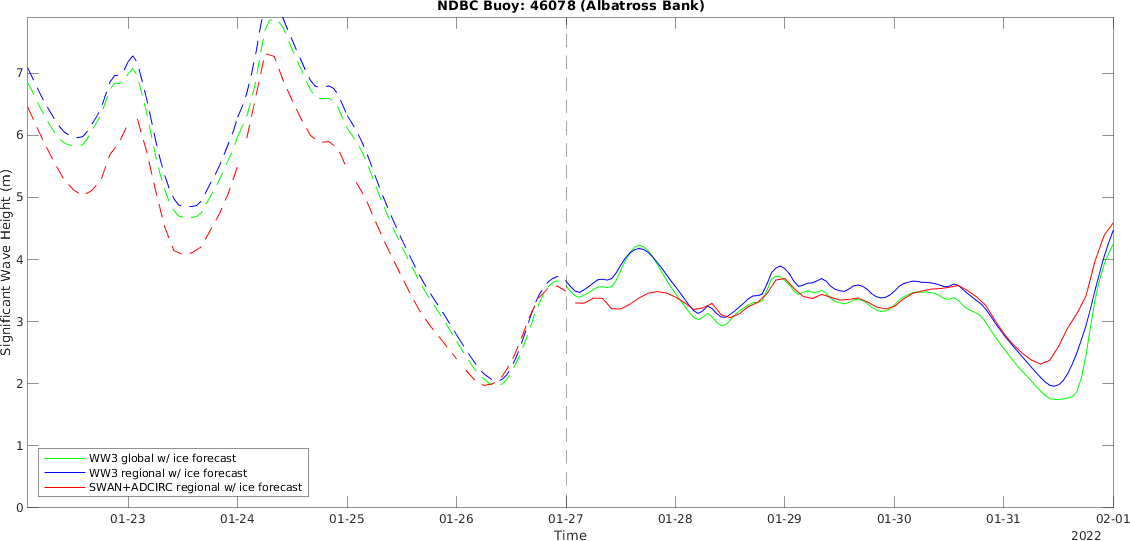 NDBC Buoy: 46078 (Albatross Bank)
Significant Wave Height (m)
7
6
5
4
3
2
1
0
WW3 global w/ ice forecast
WW3 regional w/ ice forecast
SWAN+ADCIRC regional w/ ice forecast
01-23 01-24 01-25 01-26 01-27 01-28 01-29 01-30 01-31 02-01
Time
2022